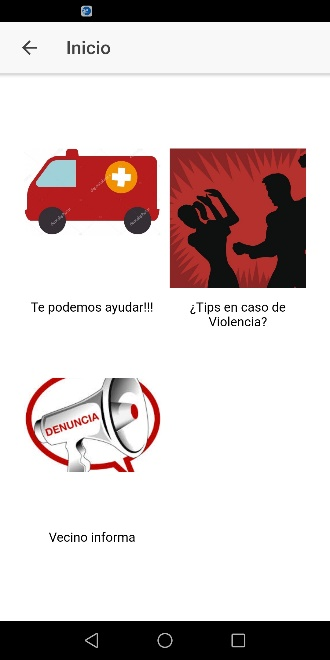 Inicio
Te podemos ayudar!!!
¿Tips en caso de
Violencia?
DENUNCIA
Vecino informa